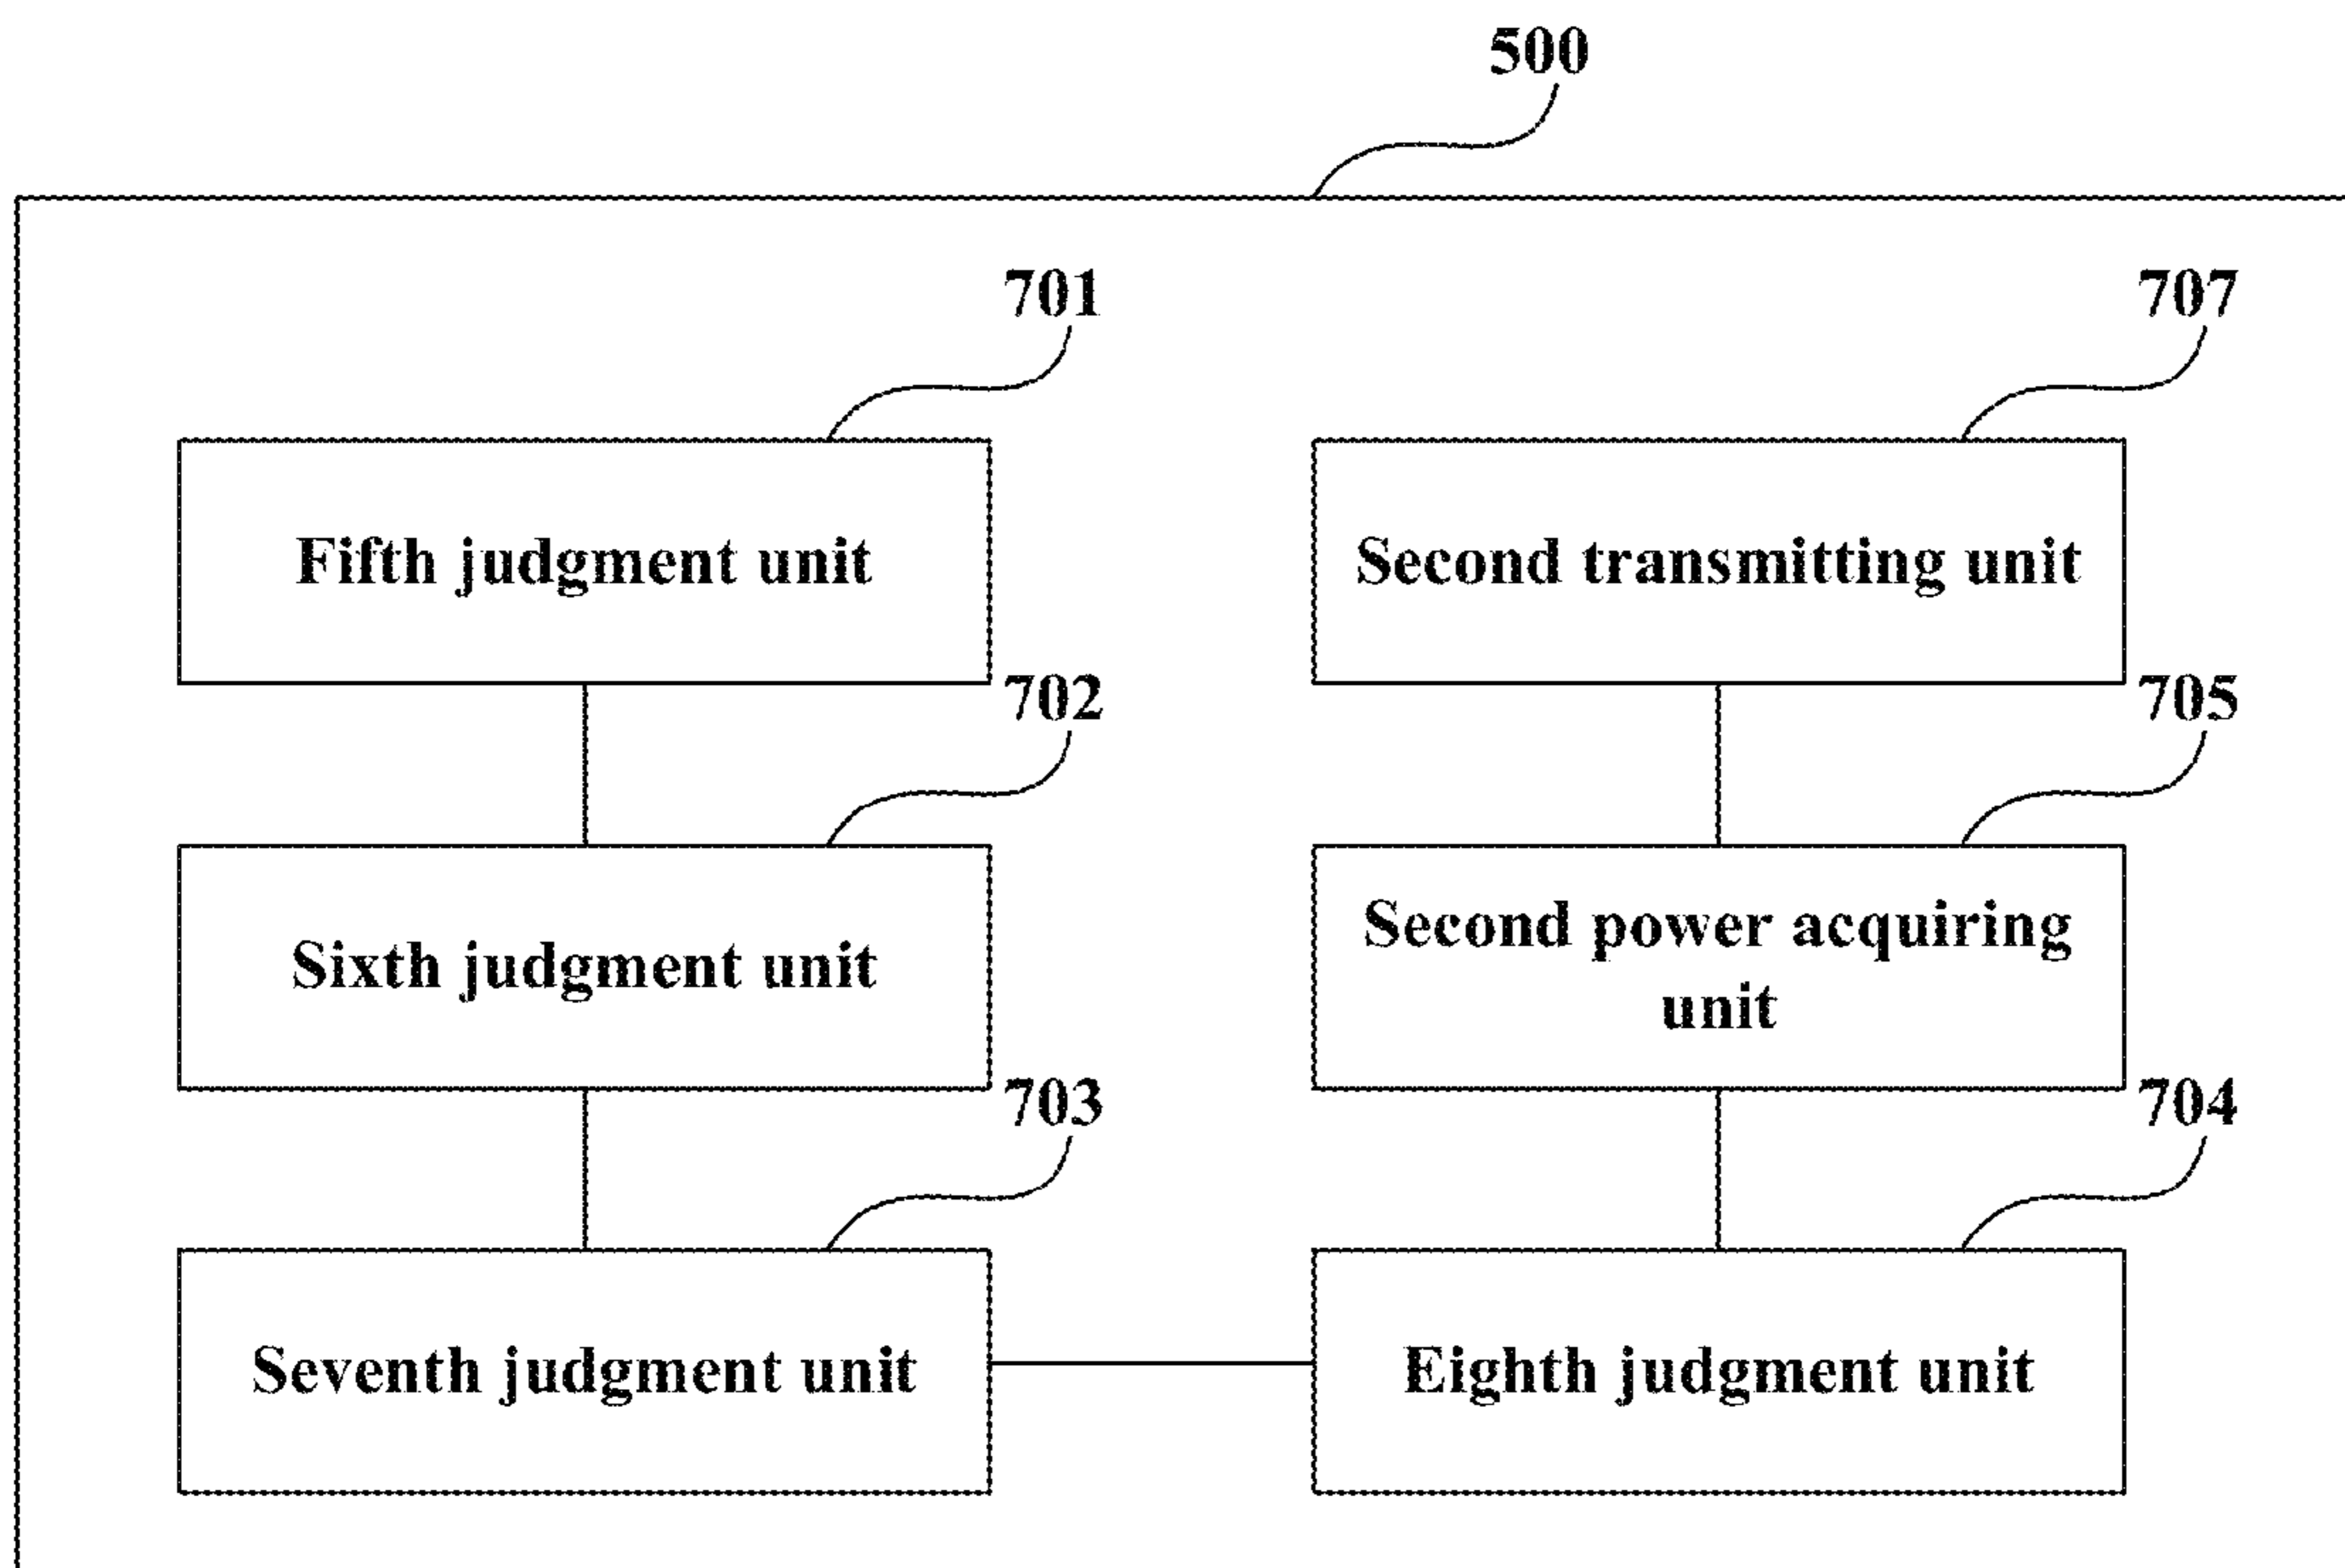 500
701
707
Fifth judgment unit
Second transmitting unit
702
705
Sixth judgment unit
Second power acquiring
unit
703
704
Seventh judgment unit
Eighth judgment unit